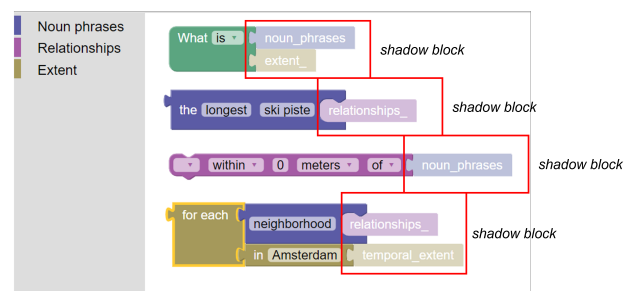 Noun phrases
Relationships
Extent
What is noun_phrases
extent_
shadow block
the longest ski piste relationships_
shadow block
within 0 meters of noun_phrases
shadow block
for each
neighborhood relationships_
shadow block
in Amsterdam temporal_extent